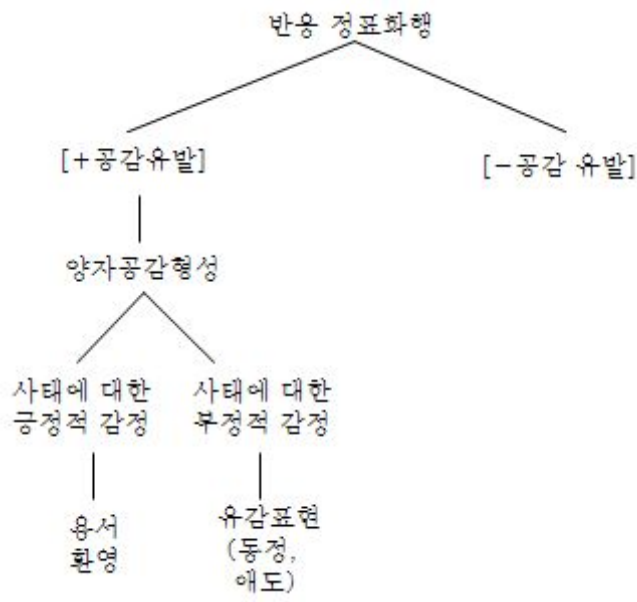 반응 정표화행
[+공감유발]
[-공감 유발]
양자공감형성
사태에 대한
긍정적 감정
사태에 대한
부정적 감정
용서
환영
유감표현
(동정,
애도)